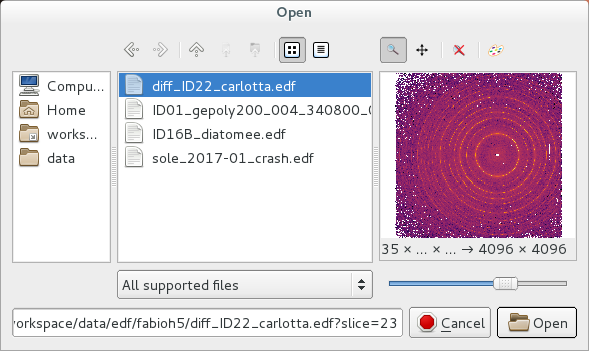 Open
Compu...
Home
works...
data
diff_ID22_carlotta.edf
ID01_gepoly200_004_340800_
ID16B_diatomee.edf
sole_2017-01_crash.edf
35 × ... × ... → 4096 × 4096
All supported files
workspace/data/edf/fabioh5/diff_ID22_carlotta.edf?slice=23
Cancel
Open